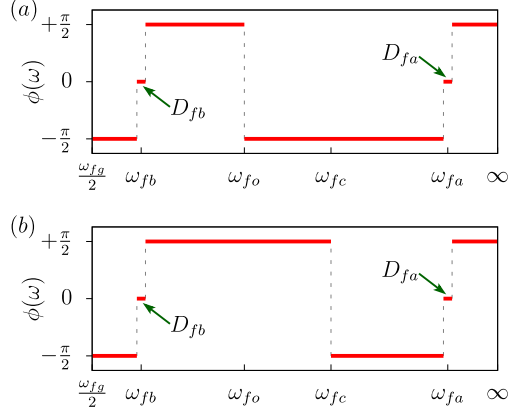 (a)
+π/2
D_fa
φ(ω)
0
D_fb
−π/2
ω_fg/2 ω_fb ω_fo ω_fc ω_fa ∞
(b)
+π/2
D_fa
φ(ω)
0
D_fb
−π/2
ω_fg/2 ω_fb ω_fo ω_fc ω_fa ∞